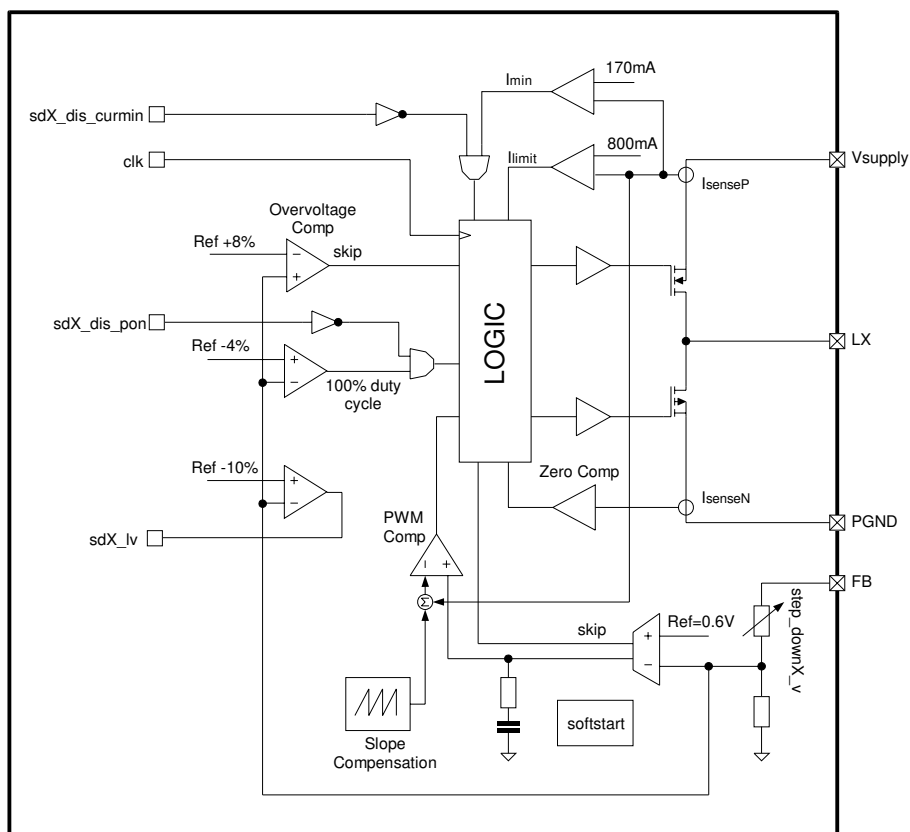 170mA
Imin
sdX_dis_curmin
800mA
clk
Ilimit
Vsupply
IsenseP
Overvoltage
Comp
Ref +8%
skip
sdX_dis_pon
LOGIC
LX
Ref -4%
100% duty
cycle
Ref -10%
Zero Comp
IsenseN
PWM
Comp
PGND
sdX_lv
FB
− +
Σ
step_downX_v
Ref=0.6V
skip
softstart
Slope
Compensation